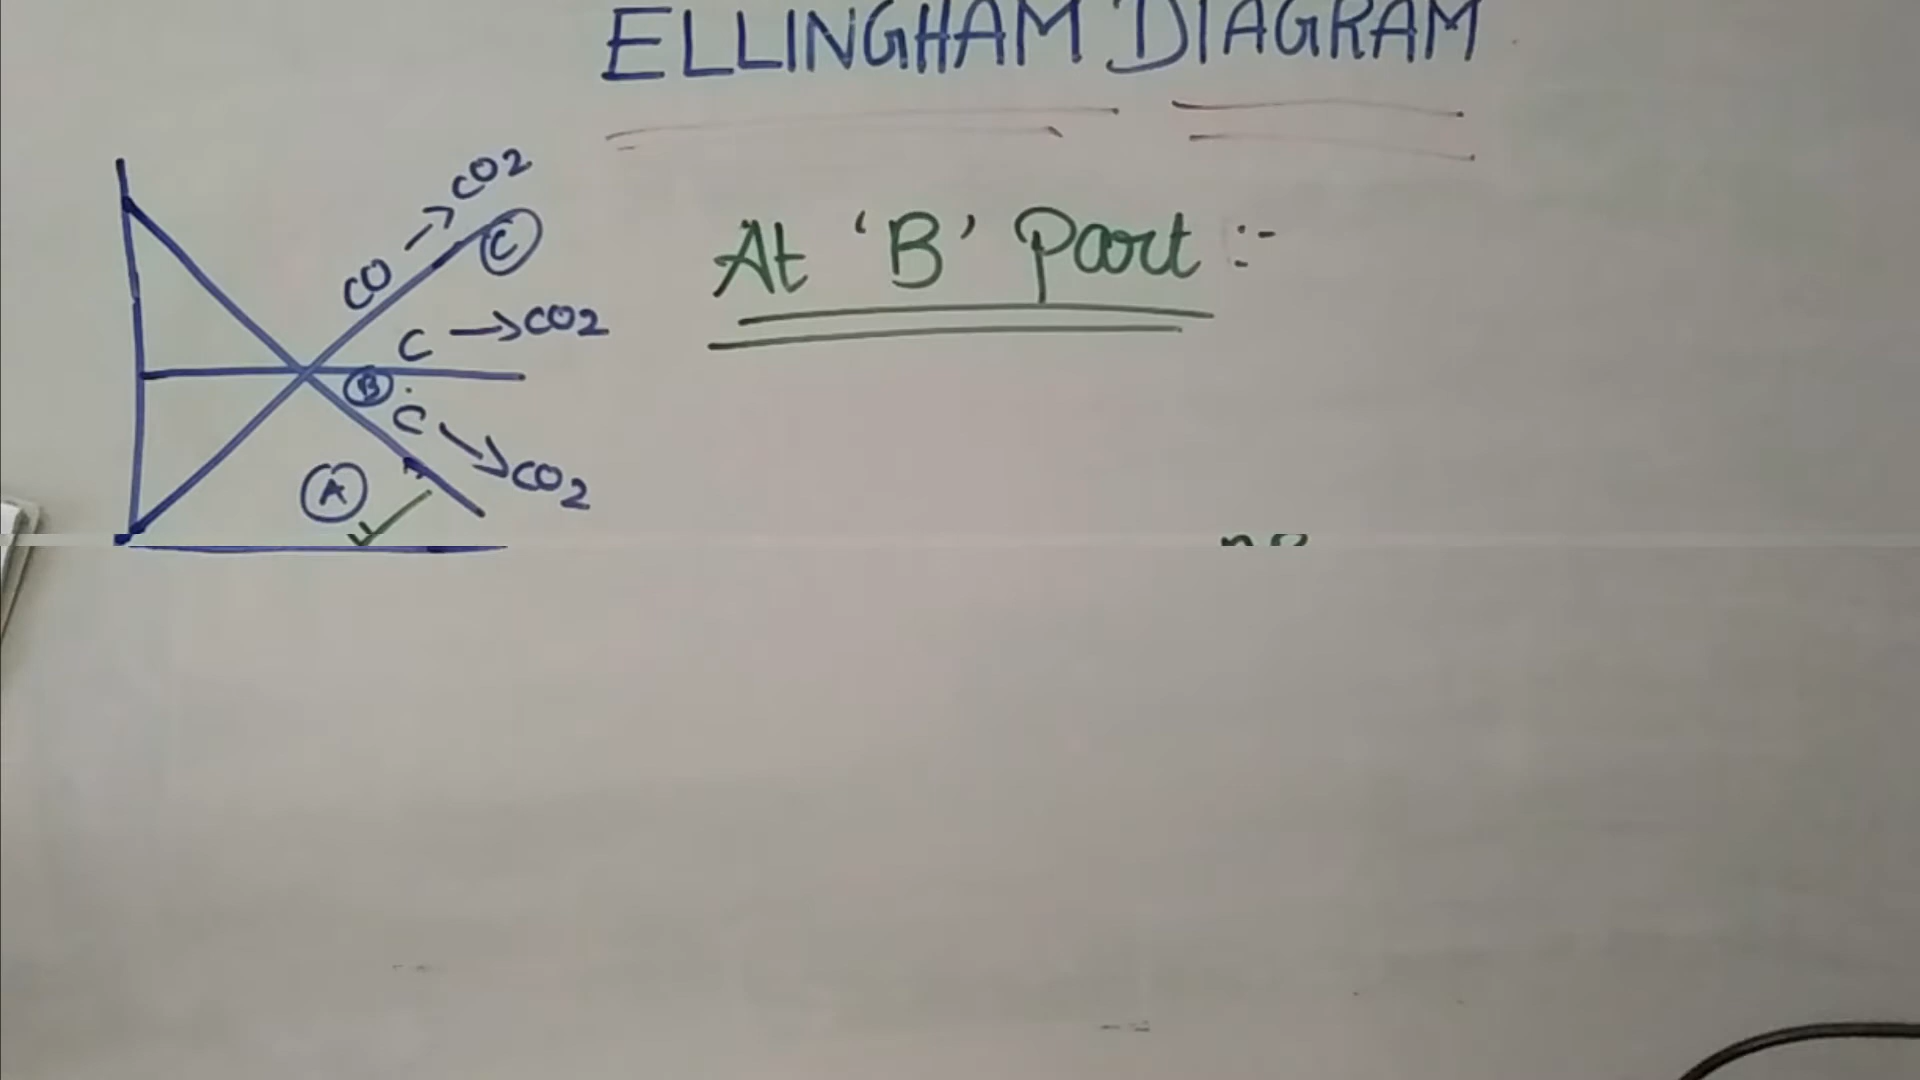 ELLINGHAM DIAGRAM
CO → CO2
C
At 'B' Part :-
C → CO2
B
C → CO2
A